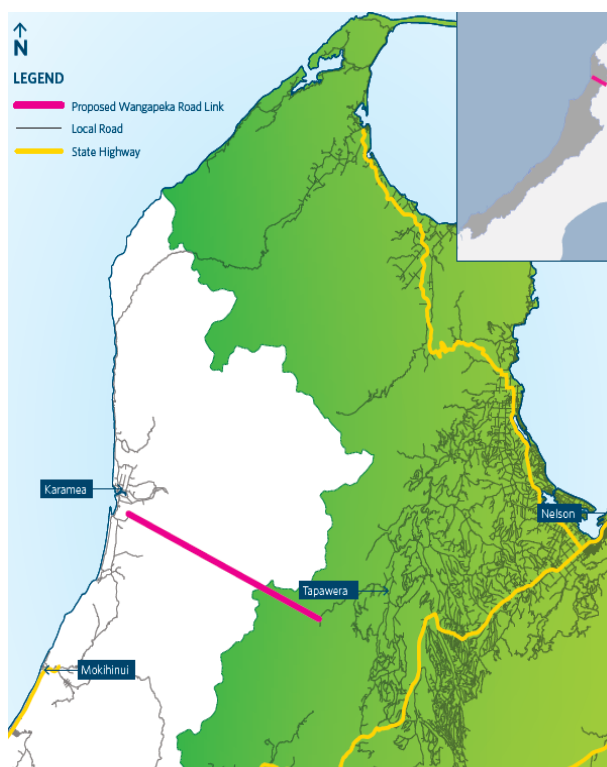 N
LEGEND
Proposed Wangapeka Road Link
Local Road
State Highway
Karamea
Nelson
Tapawera
Mokihinui